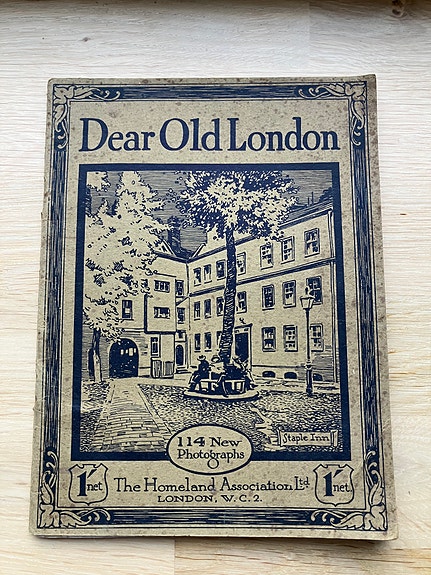 Dear Old London
Staple Inn
114 New
Photographs
1/- net
The Homeland Association Ltd
LONDON, W.C.2.
1/- net